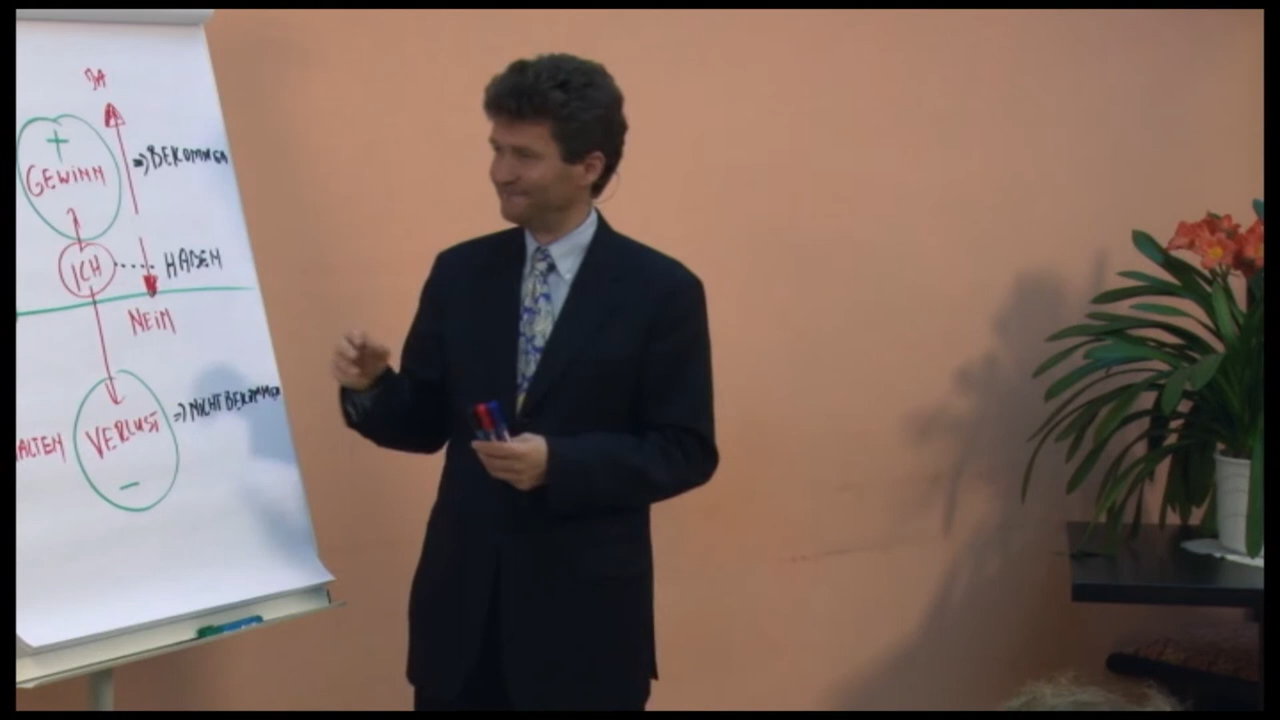 JA
+
GEWINN
=> BEKOMMEN
ICH ..... HABEN
NEIN
=> NICHT BEKOMMEN
ALTEN
VERLUST
-